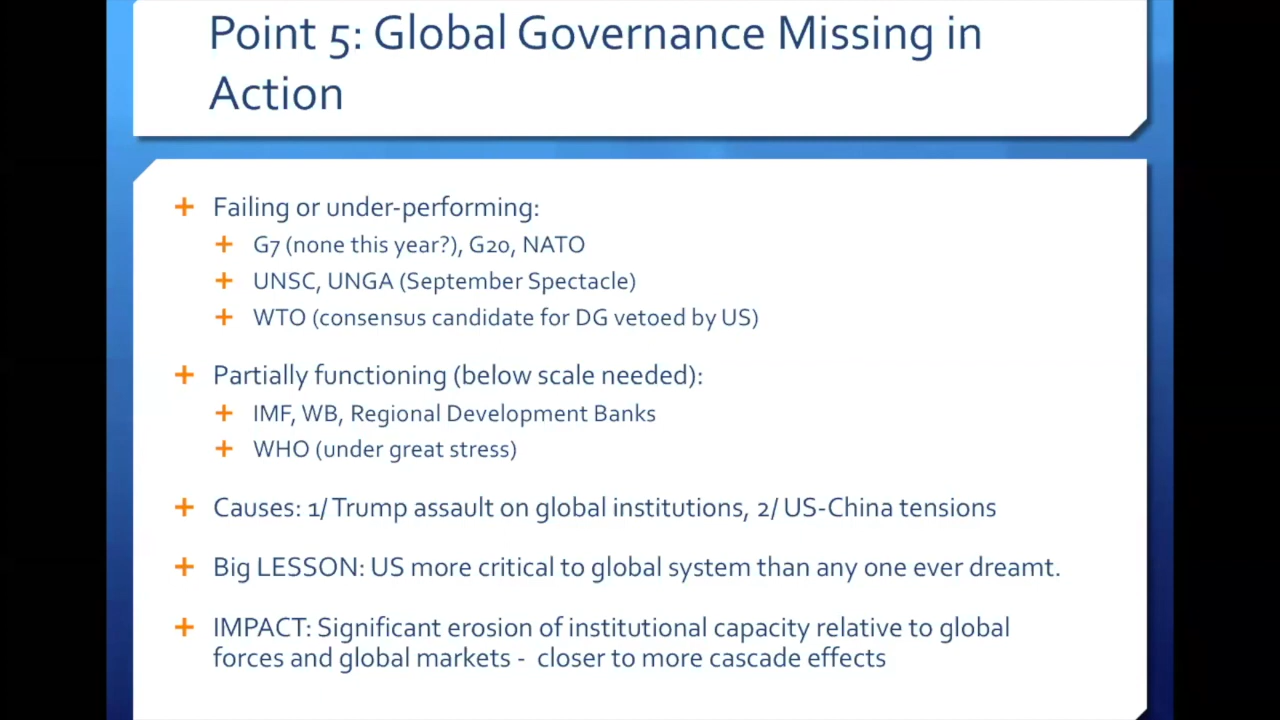 Point 5: Global Governance Missing in
Action
Failing or under-performing:
G7 (none this year?), G20, NATO
UNSC, UNGA (September Spectacle)
WTO (consensus candidate for DG vetoed by US)
Partially functioning (below scale needed):
IMF, WB, Regional Development Banks
WHO (under great stress)
Causes: 1/ Trump assault on global institutions, 2/ US-China tensions
Big LESSON: US more critical to global system than any one ever dreamt.
IMPACT: Significant erosion of institutional capacity relative to global
forces and global markets - closer to more cascade effects